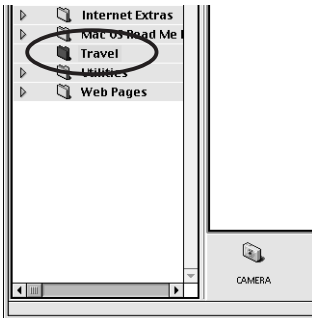 Internet Extras
Mac OS Read Me
Travel
Utilities
Web Pages
CAMERA